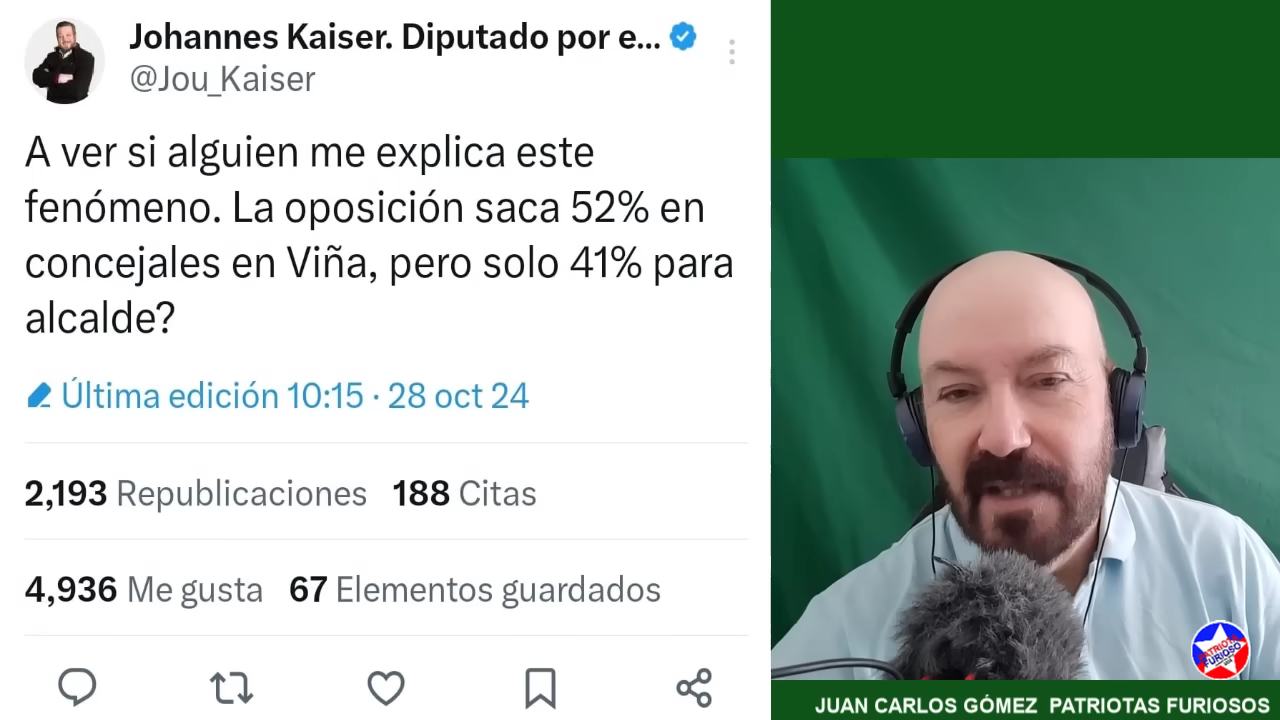 Johannes Kaiser. Diputado por e...
@Jou_Kaiser
A ver si alguien me explica este
fenómeno. La oposición saca 52% en
concejales en Viña, pero solo 41% para
alcalde?
Última edición 10:15 · 28 oct 24
2,193 Republicaciones 188 Citas
4,936 Me gusta 67 Elementos guardados
PATRIOTA
FURIOSO
JUAN CARLOS GÓMEZ PATRIOTAS FURIOSOS